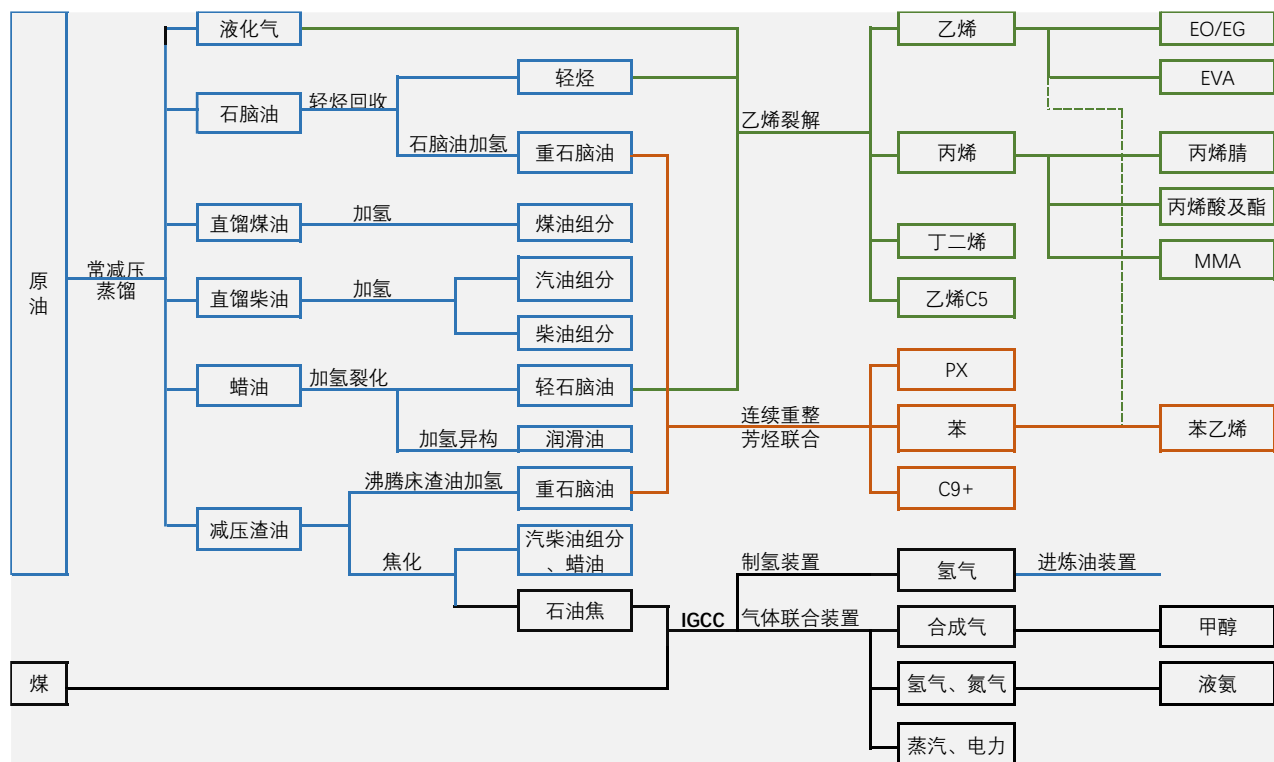 液化气
乙烯
EO/EG
轻烃
EVA
石脑油
轻烃回收
乙烯裂解
石脑油加氢
重石脑油
丙烯
丙烯腈
直馏煤油
加氢
煤油组分
丙烯酸及酯
丁二烯
MMA
原
油
常减压
蒸馏
直馏柴油
加氢
汽油组分
乙烯C5
柴油组分
蜡油
加氢裂化
轻石脑油
PX
连续重整
芳烃联合
苯
苯乙烯
加氢异构
润滑油
沸腾床渣油加氢
重石脑油
C9+
减压渣油
焦化
汽柴油组分
、蜡油
制氢装置
氢气
进炼油装置
石油焦
IGCC
气体联合装置
合成气
甲醇
煤
氢气、氮气
液氨
蒸汽、电力